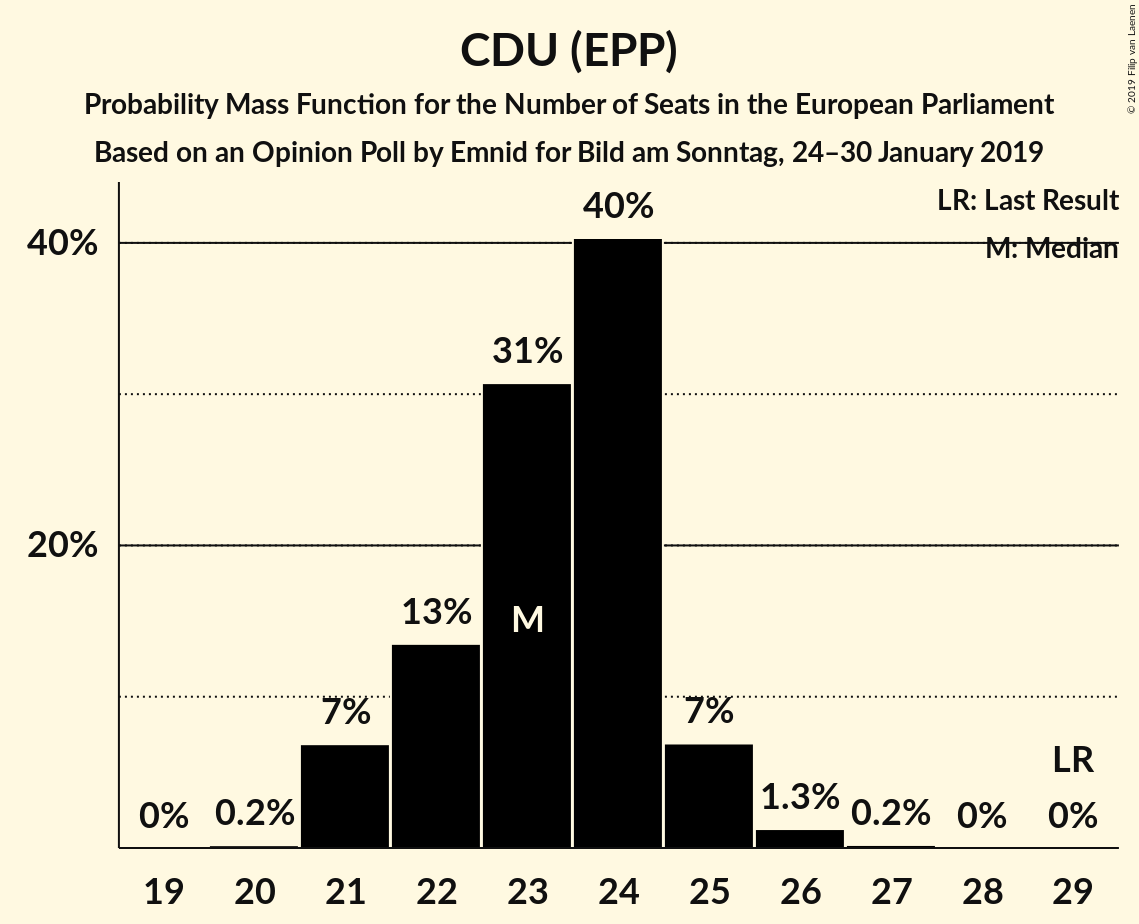 CDU (EPP)
Probability Mass Function for the Number of Seats in the European Parliament
Based on an Opinion Poll by Emnid for Bild am Sonntag, 24–30 January 2019
© 2019 Filip van Laenen
LR: Last Result
M: Median
40%
20%
0%
0.2%
7%
13%
31%
M
40%
7%
1.3%
0.2%
0%
LR
0%
19 20 21 22 23 24 25 26 27 28 29